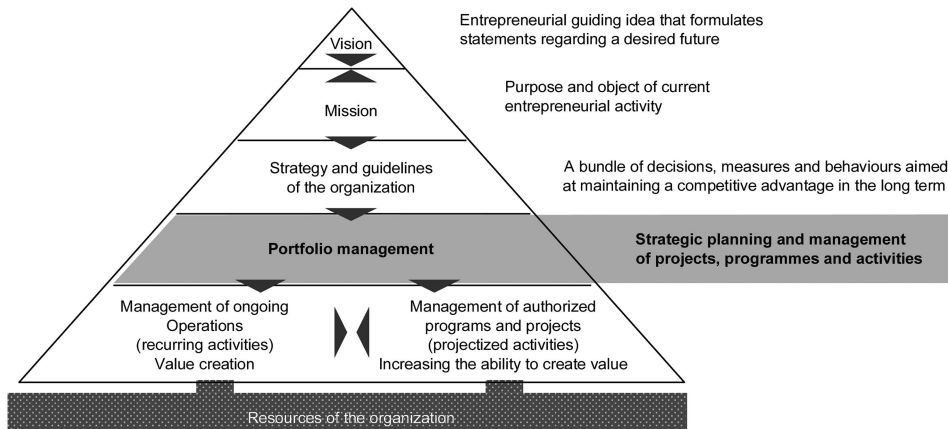 Vision
Entrepreneurial guiding idea that formulates
statements regarding a desired future
Mission
Purpose and object of current
entrepreneurial activity
Strategy and guidelines
of the organization
A bundle of decisions, measures and behaviours aimed
at maintaining a competitive advantage in the long term
Portfolio management
Strategic planning and management
of projects, programmes and activities
Management of ongoing
Operations
(recurring activities)
Value creation
Management of authorized
programs and projects
(projectized activities)
Increasing the ability to create value
Resources of the organization